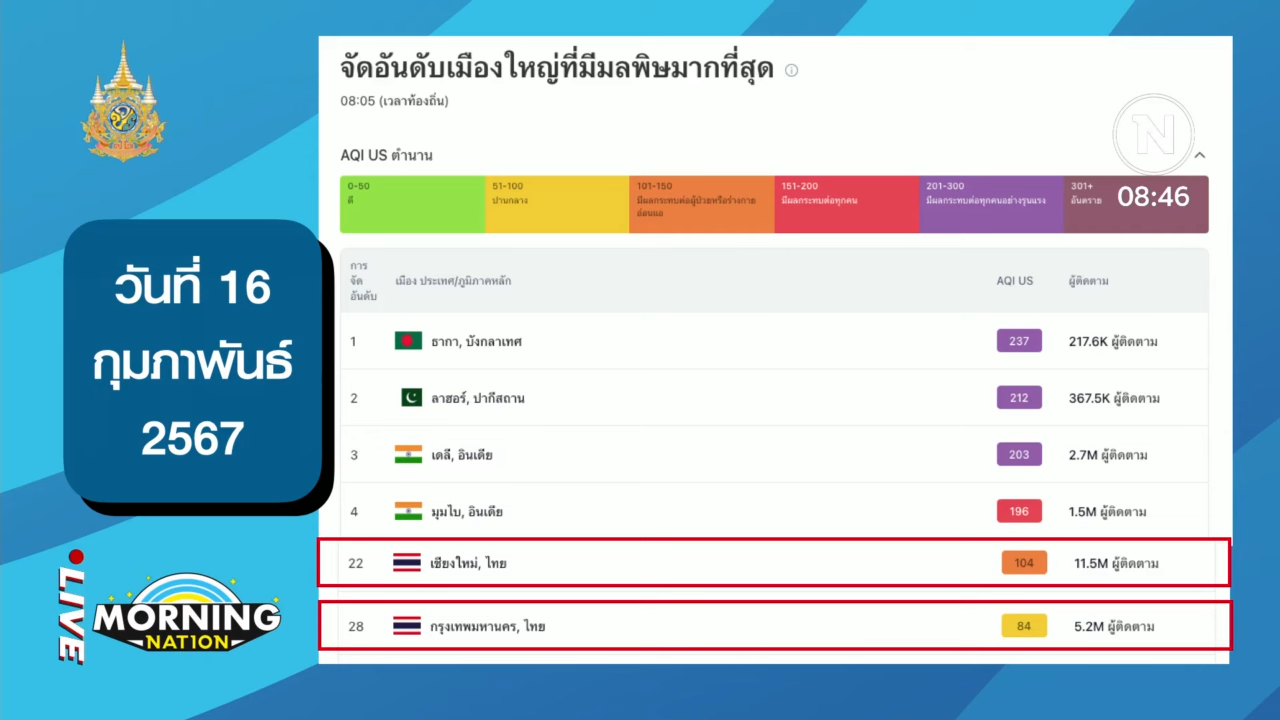 จัดอันดับเมืองใหญ่ที่มีมลพิษมากที่สุด
08:05 (เวลาท้องถิ่น)
AQI US ตำนาน
N
0-50
ดี
51-100
ปานกลาง
101-150
มีผลกระทบต่อผู้ป่วยหรือร่างกาย
อ่อนแอ
151-200
มีผลกระทบต่อทุกคน
201-300
มีผลกระทบต่อทุกคนอย่างรุนแรง
301+
อันตราย
08:46
การ
จัด
อันดับ
เมือง ประเทศ/ภูมิภาคหลัก
AQI US
ผู้ติดตาม
1 ธากา, บังกลาเทศ 237 217.6K ผู้ติดตาม
2 ลาฮอร์, ปากีสถาน 212 367.5K ผู้ติดตาม
3 เดลี, อินเดีย 203 2.7M ผู้ติดตาม
4 มุมไบ, อินเดีย 196 1.5M ผู้ติดตาม
22 เชียงใหม่, ไทย 104 11.5M ผู้ติดตาม
28 กรุงเทพมหานคร, ไทย 84 5.2M ผู้ติดตาม
วันที่ 16
กุมภาพันธ์
2567
LIVE
MORNING
NATION